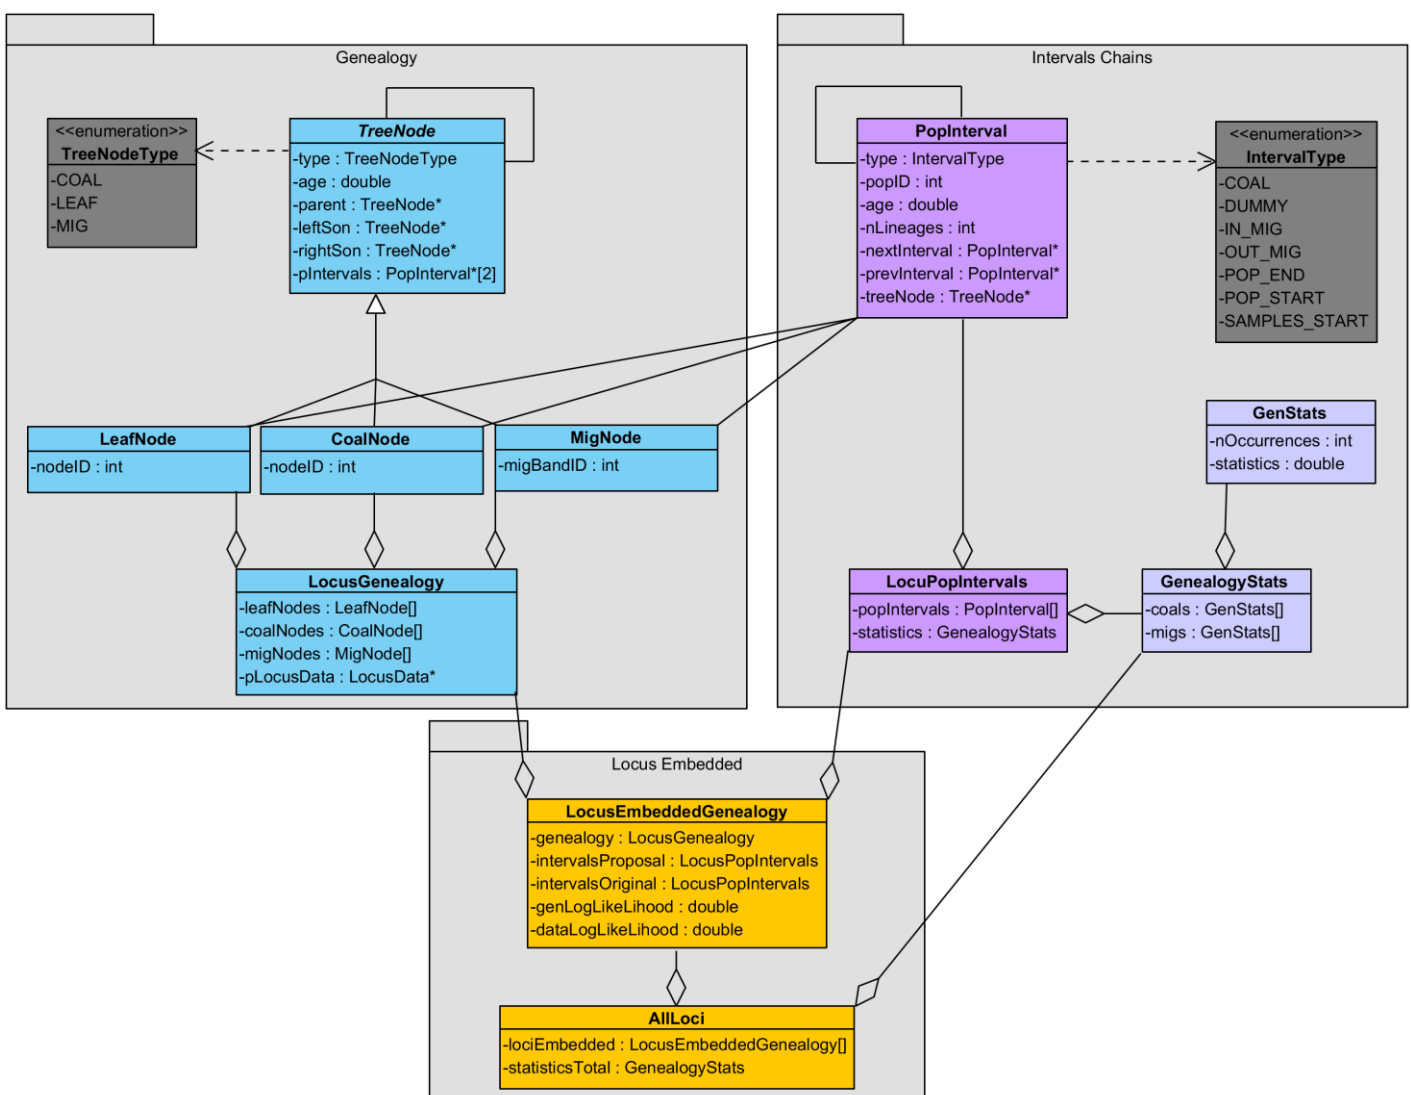 Genealogy
<<enumeration>>
TreeNodeType
-COAL
-LEAF
-MIG
TreeNode
-type : TreeNodeType
-age : double
-parent : TreeNode*
-leftSon : TreeNode*
-rightSon : TreeNode*
-pIntervals : PopInterval*[2]
LeafNode
-nodeID : int
CoalNode
-nodeID : int
MigNode
-migBandID : int
LocusGenealogy
-leafNodes : LeafNode[]
-coalNodes : CoalNode[]
-migNodes : MigNode[]
-pLocusData : LocusData*
Intervals Chains
PopInterval
-type : IntervalType
-popID : int
-age : double
-nLineages : int
-nextInterval : PopInterval*
-prevInterval : PopInterval*
-treeNode : TreeNode*
<<enumeration>>
IntervalType
-COAL
-DUMMY
-IN_MIG
-OUT_MIG
-POP_END
-POP_START
-SAMPLES_START
GenStats
-nOccurrences : int
-statistics : double
LocuPopIntervals
-popIntervals : PopInterval[]
-statistics : GenealogyStats
GenealogyStats
-coals : GenStats[]
-migs : GenStats[]
Locus Embedded
LocusEmbeddedGenealogy
-genealogy : LocusGenealogy
-intervalsProposal : LocusPopIntervals
-intervalsOriginal : LocusPopIntervals
-genLogLikeLihood : double
-dataLogLikeLihood : double
AllLoci
-lociEmbedded : LocusEmbeddedGenealogy[]
-statisticsTotal : GenealogyStats